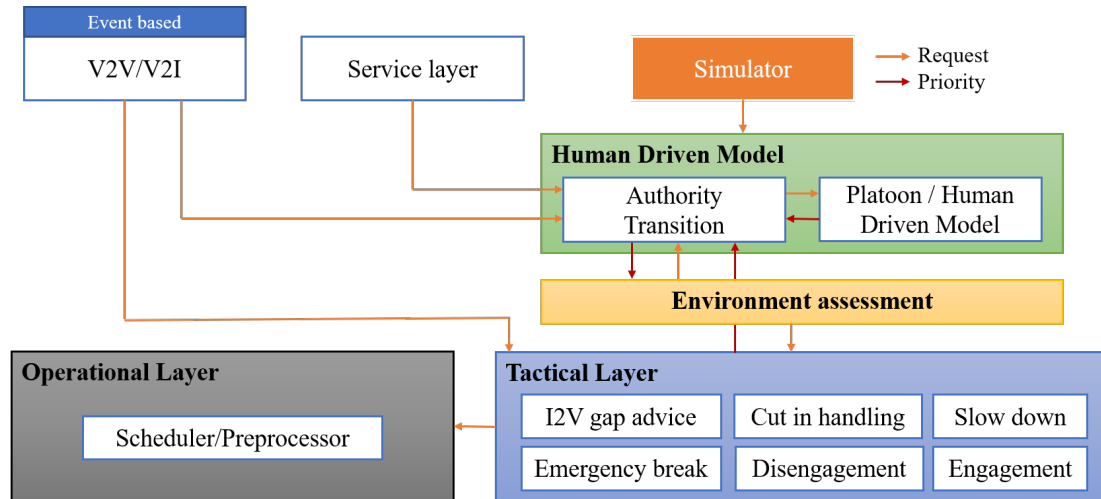 Event based
V2V/V2I
Service layer
Simulator
Request
Priority
Human Driven Model
Authority
Transition
Platoon / Human
Driven Model
Environment assessment
Operational Layer
Scheduler/Preprocessor
Tactical Layer
I2V gap advice
Cut in handling
Slow down
Emergency break
Disengagement
Engagement